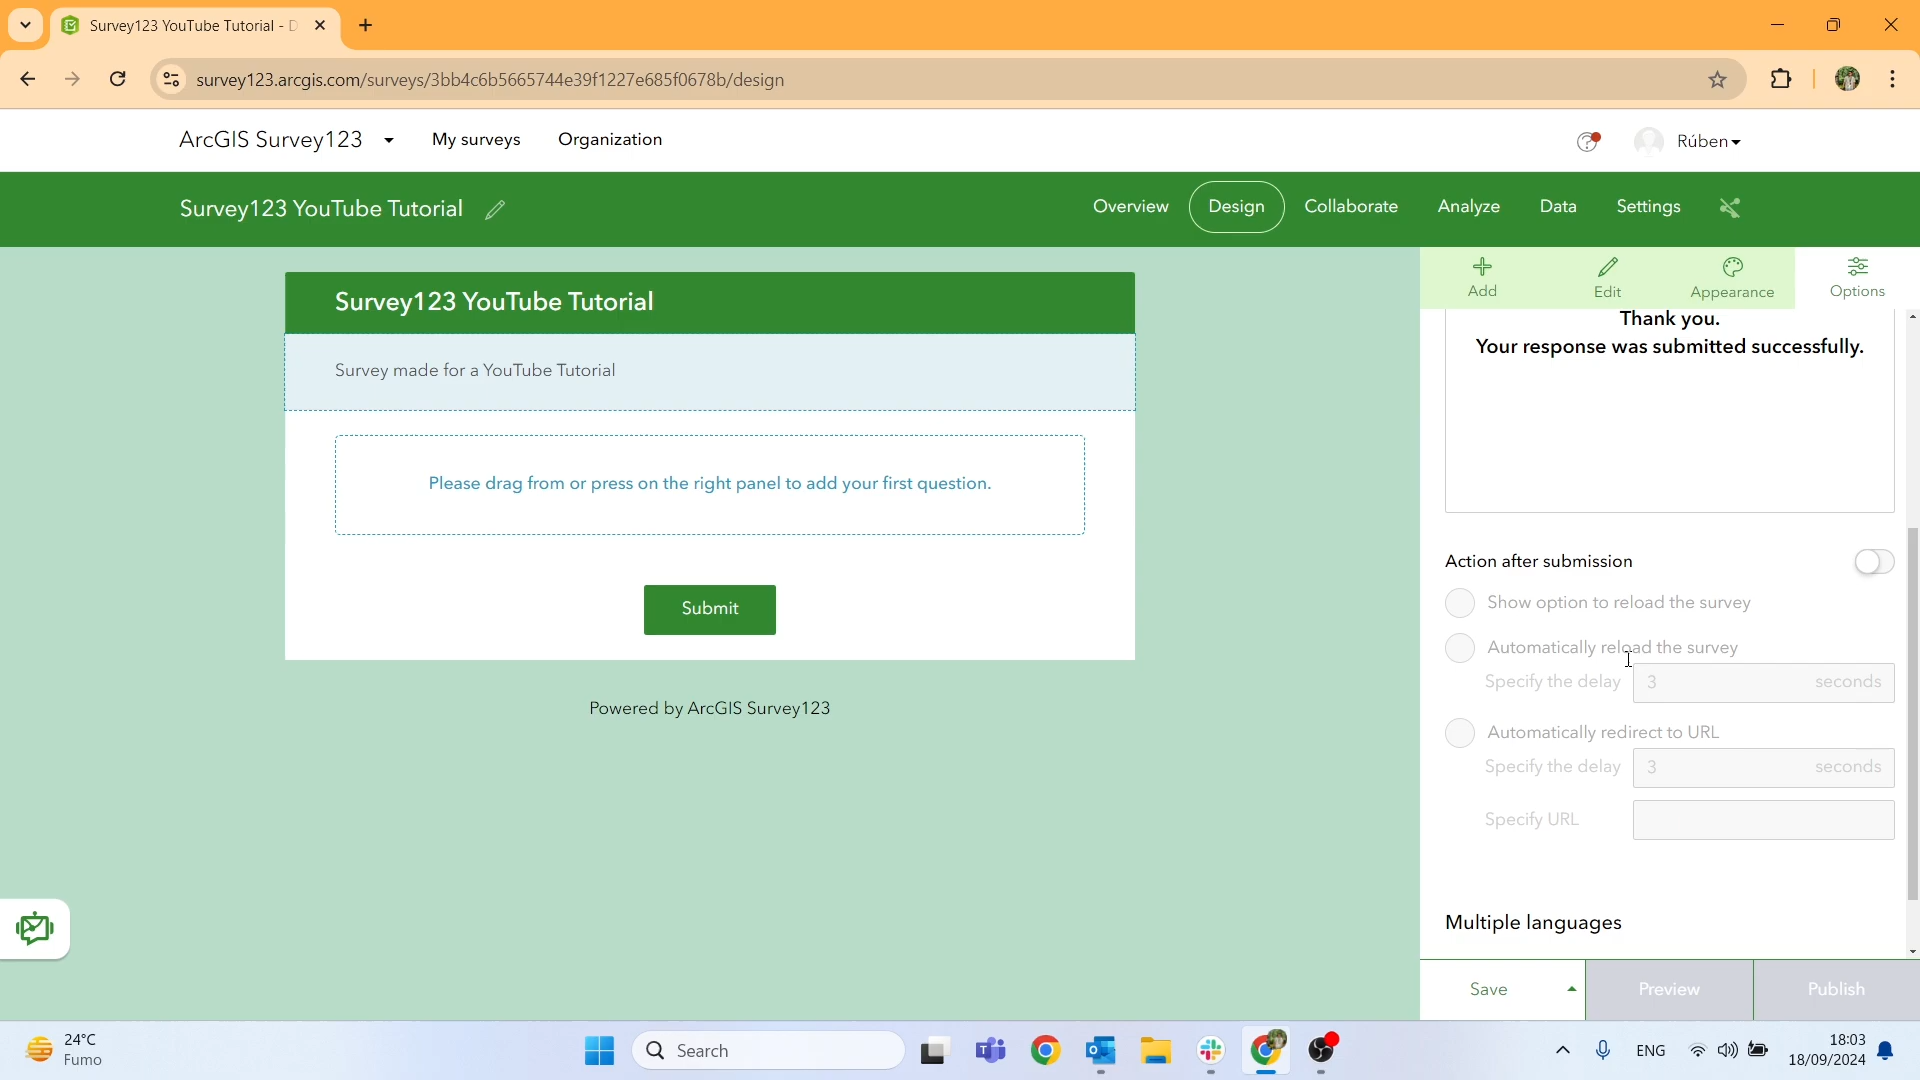 Survey123 YouTube Tutorial - D
survey123.arcgis.com/surveys/3bb4c6b5665744e39f1227e685f0678b/design
ArcGIS Survey123
My surveys
Organization
Rúben
Survey123 YouTube Tutorial
Overview
Design
Collaborate
Analyze
Data
Settings
Add
Edit
Appearance
Options
Survey123 YouTube Tutorial
Survey made for a YouTube Tutorial
Please drag from or press on the right panel to add your first question.
Submit
Powered by ArcGIS Survey123
Thank you.
Your response was submitted successfully.
Action after submission
Show option to reload the survey
Automatically reload the survey
Specify the delay 3 seconds
Automatically redirect to URL
Specify the delay 3 seconds
Specify URL
Multiple languages
Save
Preview
Publish
24°C
Fumo
Search
ENG
18:03
18/09/2024